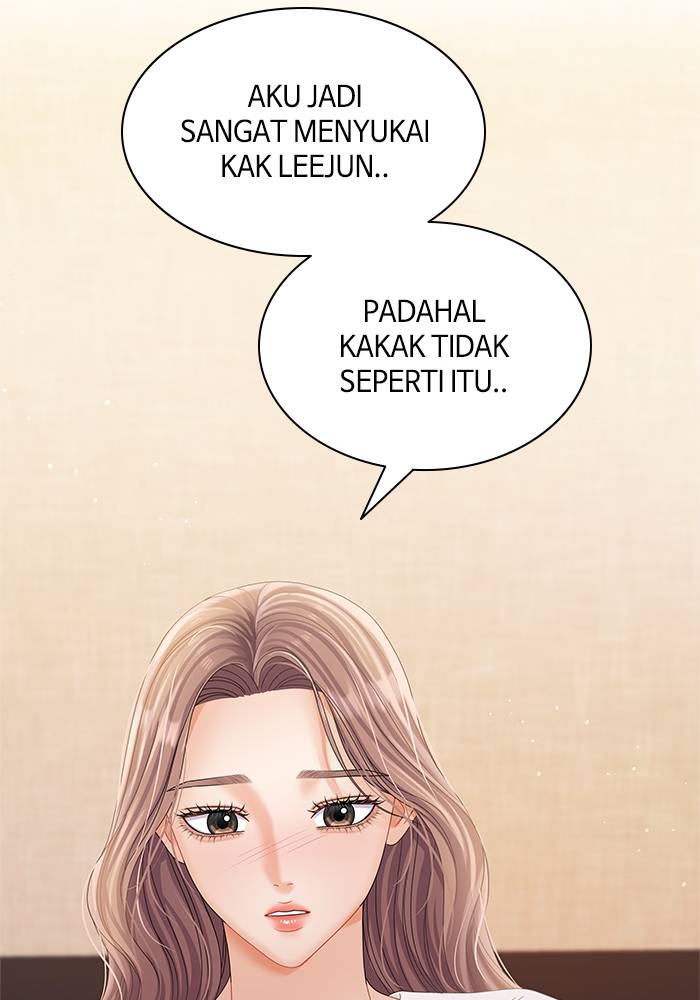 AKU JADI
SANGAT MENYUKAI
KAK LEEJUN..
PADAHAL
KAKAK TIDAK
SEPERTI ITU..